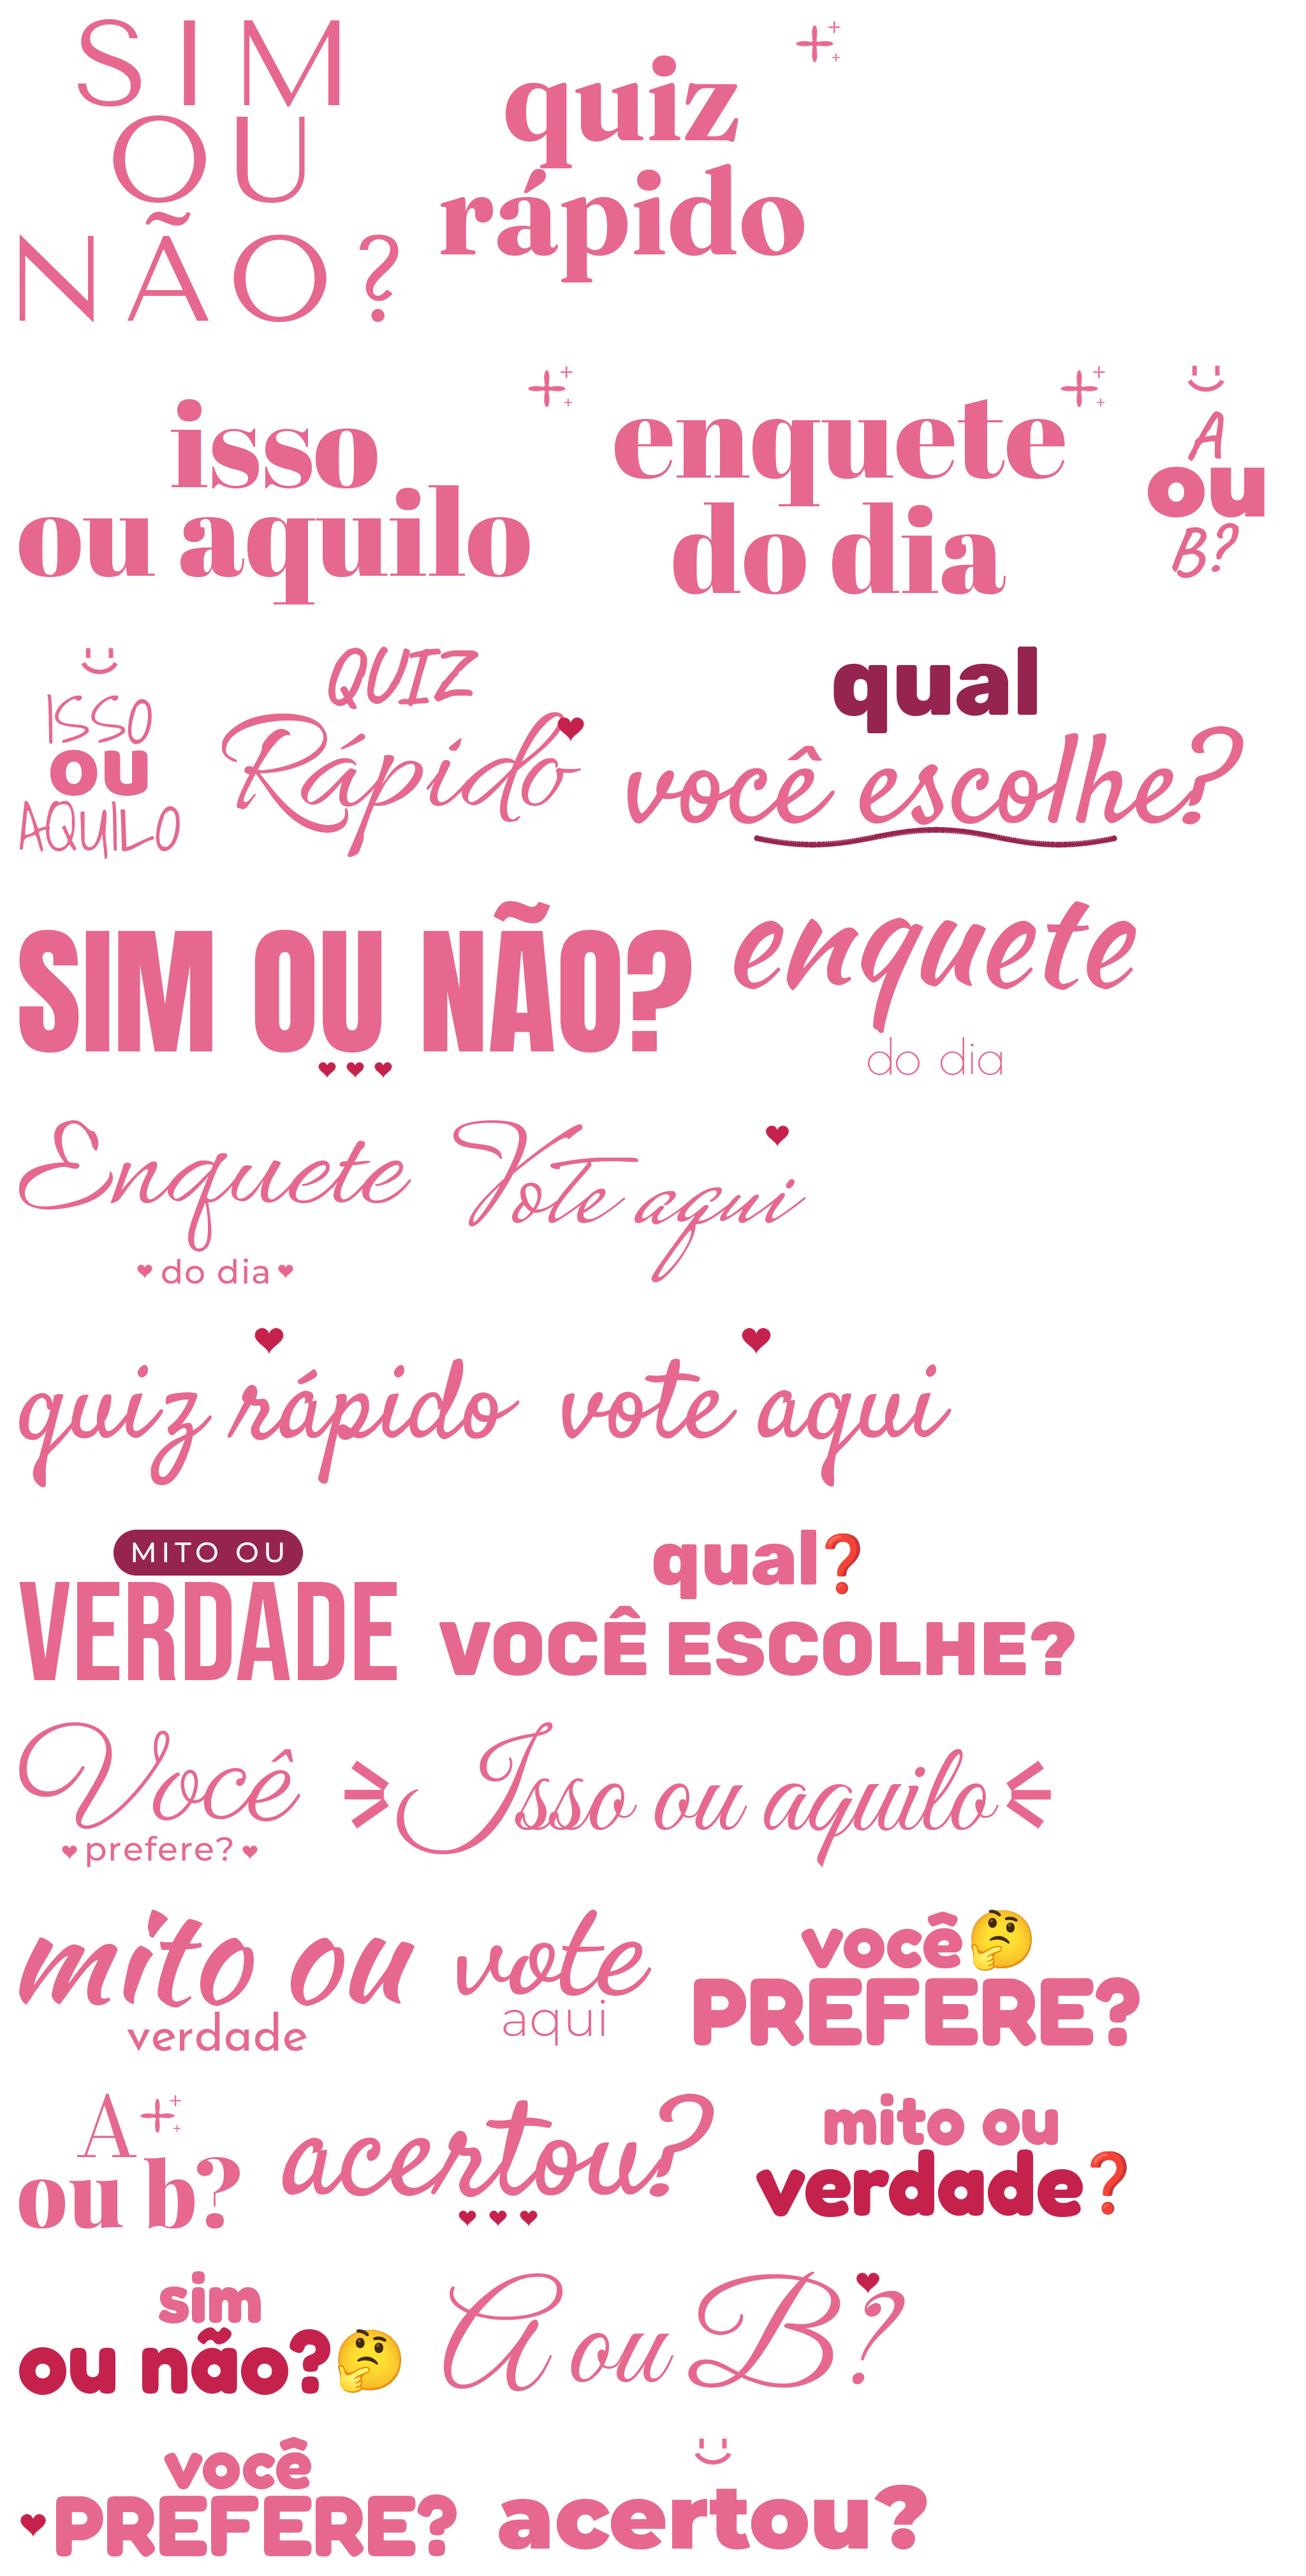 SIM
OU
NÃO?
quiz
rápido
isso
ou aquilo
enquete
do dia
A
ou
B?
ISSO
ou
AQUILO
QUIZ
Rápido
qual
você escolhe?
SIM OU NÃO?
enquete
do dia
Enquete
do dia
Vote aqui
quiz rápido
vote aqui
MITO OU
VERDADE
qual❓
VOCÊ ESCOLHE?
Você
prefere?
Isso ou aquilo
mito ou
verdade
vote
aqui
você🤔
PREFERE?
A
ou b?
acertou?
mito ou
verdade❓
sim
ou não?🤔
A ou B?
você
PREFERE?
acertou?